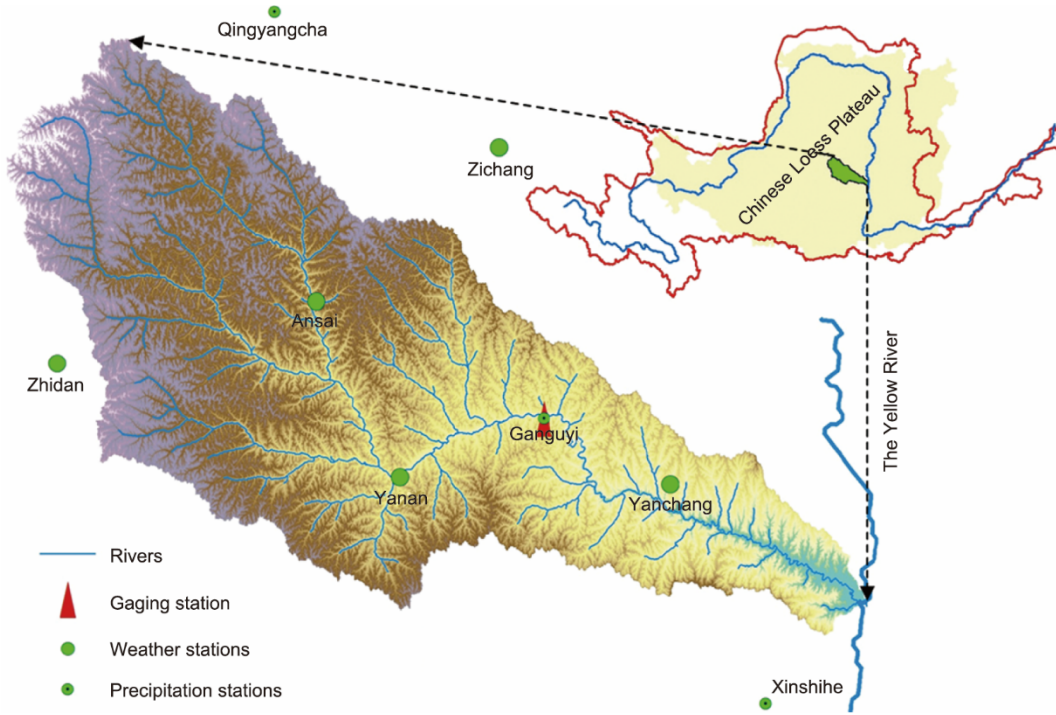 Qingyangcha
Zichang
Chinese Loess Plateau
Ansai
Zhidan
The Yellow River
Ganguyi
Yanan
Yanchang
Rivers
Gaging station
Weather stations
Precipitation stations
Xinshihe